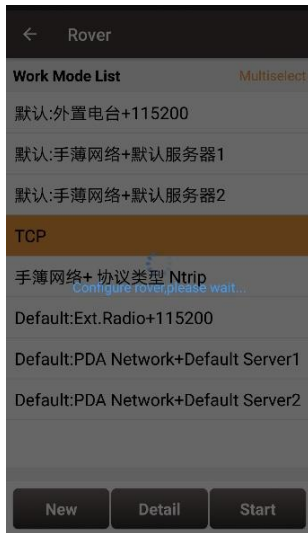 ← Rover
Work Mode List Multiselect
默认:外置电台+115200
默认:手薄网络+默认服务器1
默认:手薄网络+默认服务器2
TCP
手簿网络+ 协议类型 Ntrip
Configure rover,please wait...
Default:Ext.Radio+115200
Default:PDA Network+Default Server1
Default:PDA Network+Default Server2
New Detail Start